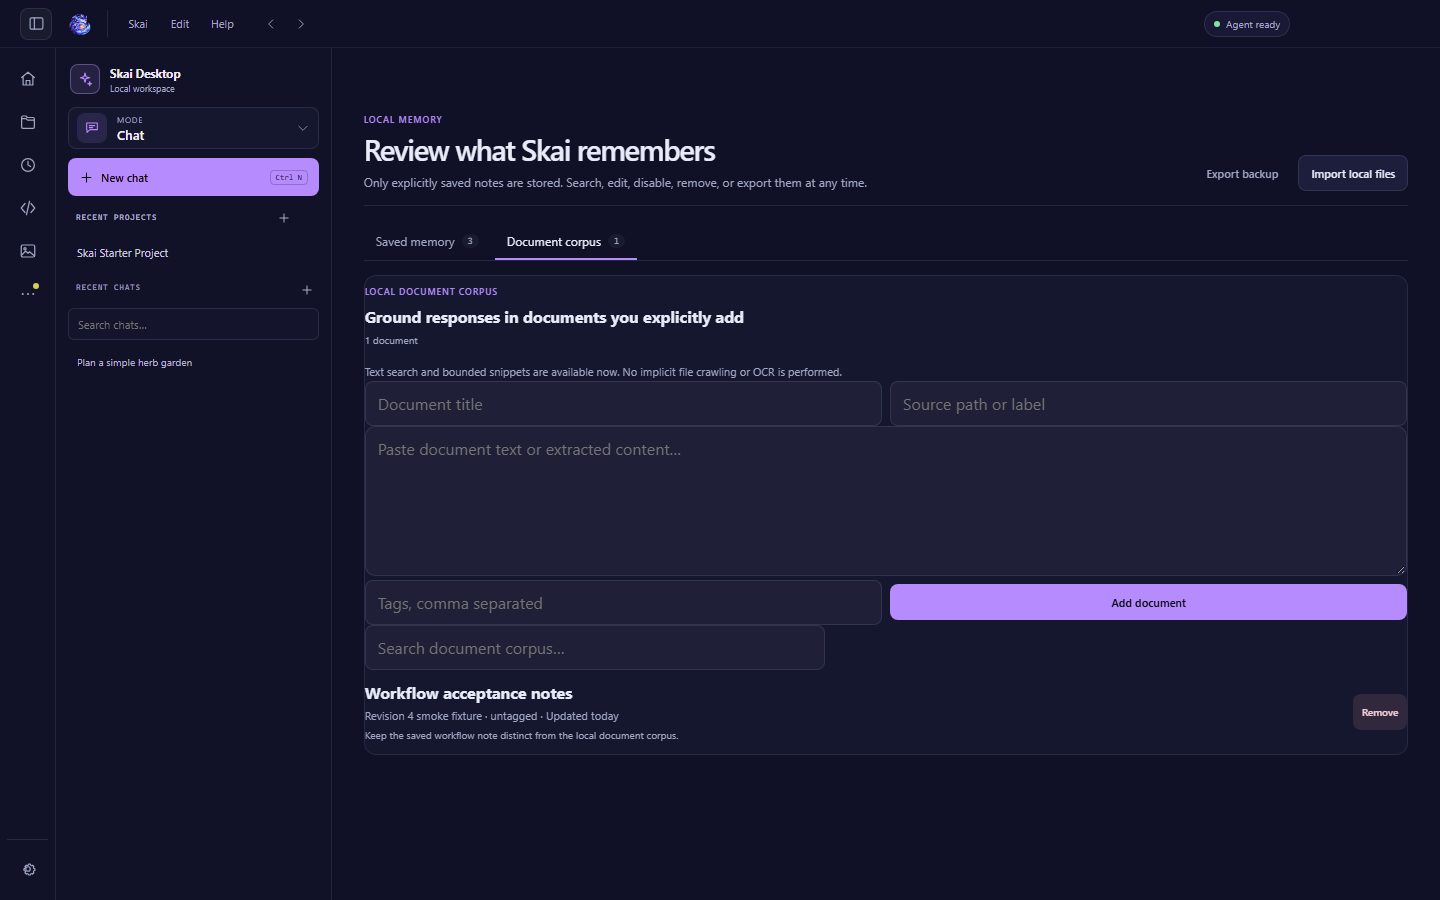 Skai Edit Help
Agent ready
Skai Desktop
Local workspace
MODE
Chat
New chat Ctrl N
RECENT PROJECTS
Skai Starter Project
RECENT CHATS
Search chats...
Plan a simple herb garden
LOCAL MEMORY
Review what Skai remembers
Only explicitly saved notes are stored. Search, edit, disable, remove, or export them at any time.
Export backup
Import local files
Saved memory 3
Document corpus 1
LOCAL DOCUMENT CORPUS
Ground responses in documents you explicitly add
1 document
Text search and bounded snippets are available now. No implicit file crawling or OCR is performed.
Document title
Source path or label
Paste document text or extracted content...
Tags, comma separated
Add document
Search document corpus...
Workflow acceptance notes
Revision 4 smoke fixture · untagged · Updated today
Keep the saved workflow note distinct from the local document corpus.
Remove